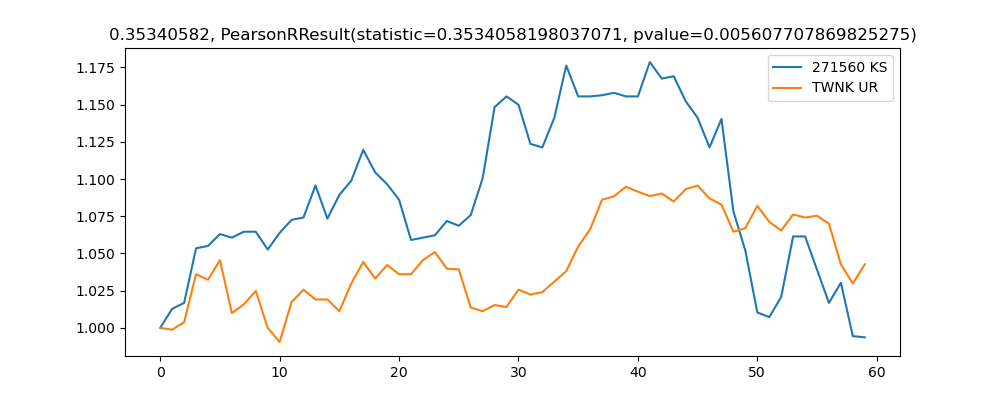 0.35340582, PearsonRResult(statistic=0.3534058198037071, pvalue=0.005607707869825275)
271560 KS
TWNK UR
1.175
1.150
1.125
1.100
1.075
1.050
1.025
1.000
0 10 20 30 40 50 60